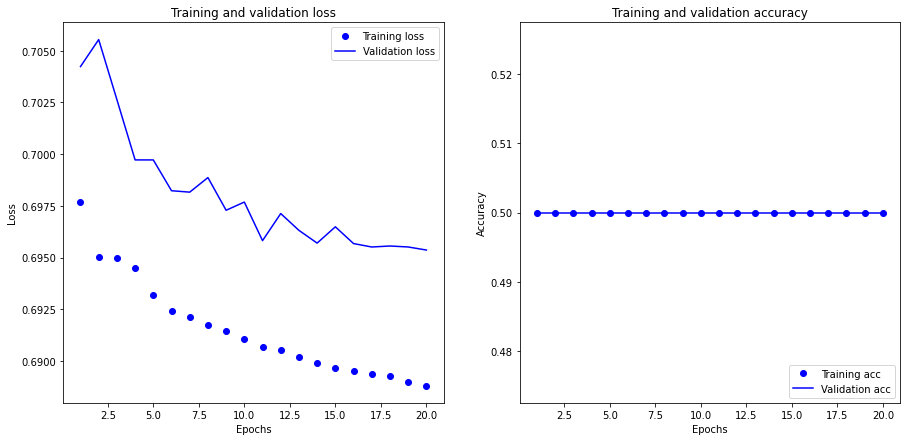 Training and validation loss
Training loss
Validation loss
0.7050
0.7025
0.7000
0.6975
0.6950
0.6925
0.6900
Loss
2.5 5.0 7.5 10.0 12.5 15.0 17.5 20.0
Epochs
Training and validation accuracy
0.52
0.51
0.50
0.49
0.48
Accuracy
Training acc
Validation acc
2.5 5.0 7.5 10.0 12.5 15.0 17.5 20.0
Epochs